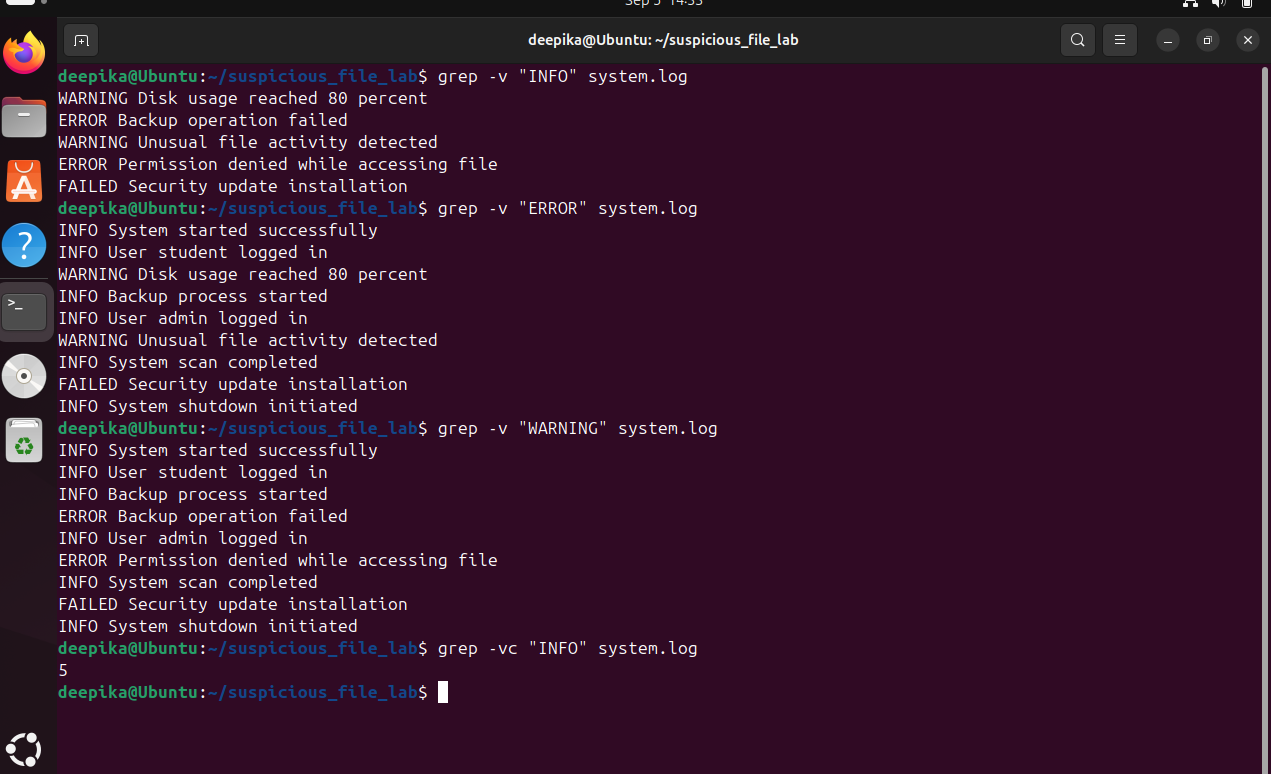 Sep 5 14:33
deepika@Ubuntu: ~/suspicious_file_lab
deepika@Ubuntu:~/suspicious_file_lab$ grep -v "INFO" system.log
WARNING Disk usage reached 80 percent
ERROR Backup operation failed
WARNING Unusual file activity detected
ERROR Permission denied while accessing file
FAILED Security update installation
deepika@Ubuntu:~/suspicious_file_lab$ grep -v "ERROR" system.log
INFO System started successfully
INFO User student logged in
WARNING Disk usage reached 80 percent
INFO Backup process started
INFO User admin logged in
WARNING Unusual file activity detected
INFO System scan completed
FAILED Security update installation
INFO System shutdown initiated
deepika@Ubuntu:~/suspicious_file_lab$ grep -v "WARNING" system.log
INFO System started successfully
INFO User student logged in
INFO Backup process started
ERROR Backup operation failed
INFO User admin logged in
ERROR Permission denied while accessing file
INFO System scan completed
FAILED Security update installation
INFO System shutdown initiated
deepika@Ubuntu:~/suspicious_file_lab$ grep -vc "INFO" system.log
5
deepika@Ubuntu:~/suspicious_file_lab$